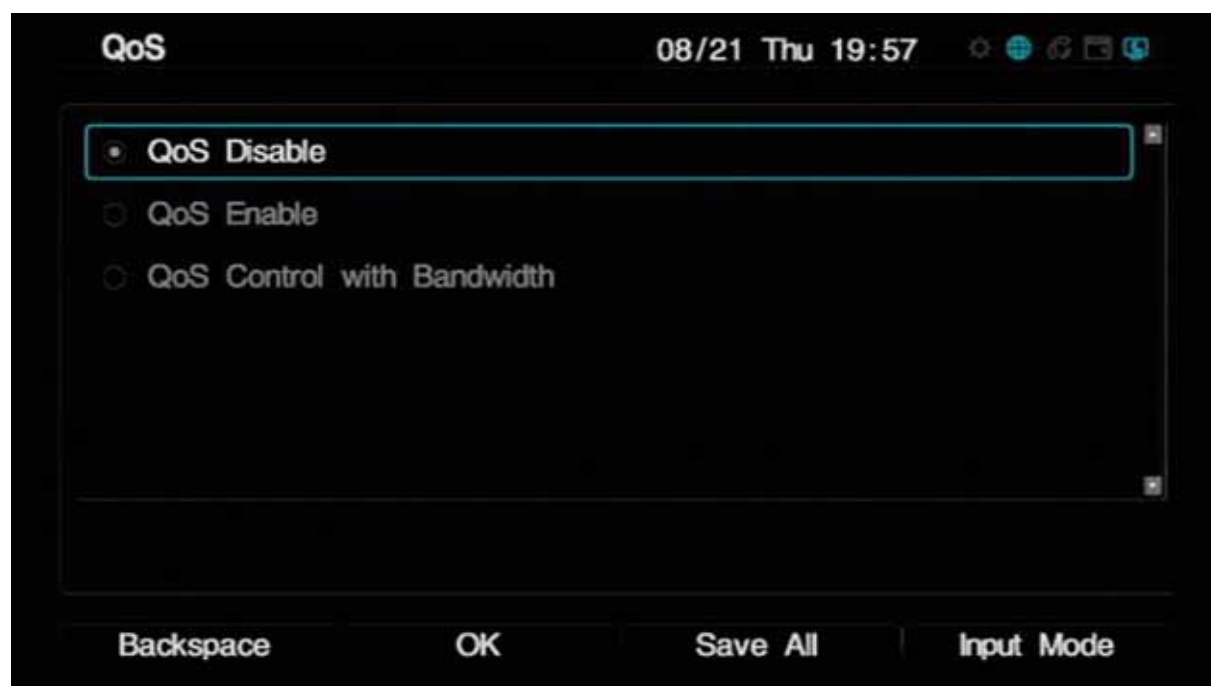 QoS 08/21 Thu 19:57
QoS Disable
QoS Enable
QoS Control with Bandwidth
Backspace OK Save All Input Mode